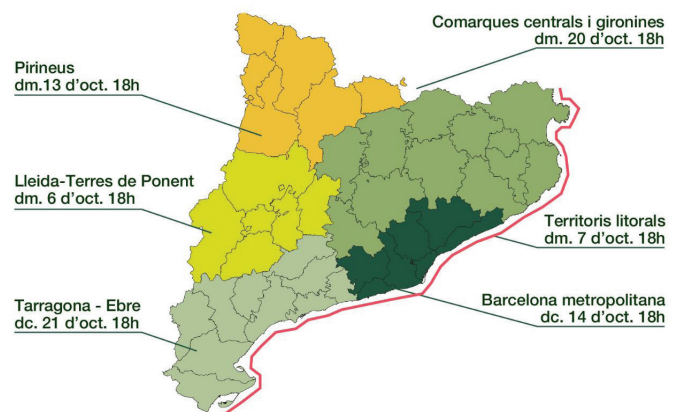 Comarques centrals i gironines
dm. 20 d'oct. 18h
Pirineus
dm.13 d'oct. 18h
Lleida-Terres de Ponent
dm. 6 d'oct. 18h
Territoris litorals
dm. 7 d'oct. 18h
Tarragona - Ebre
dc. 21 d'oct. 18h
Barcelona metropolitana
dc. 14 d'oct. 18h